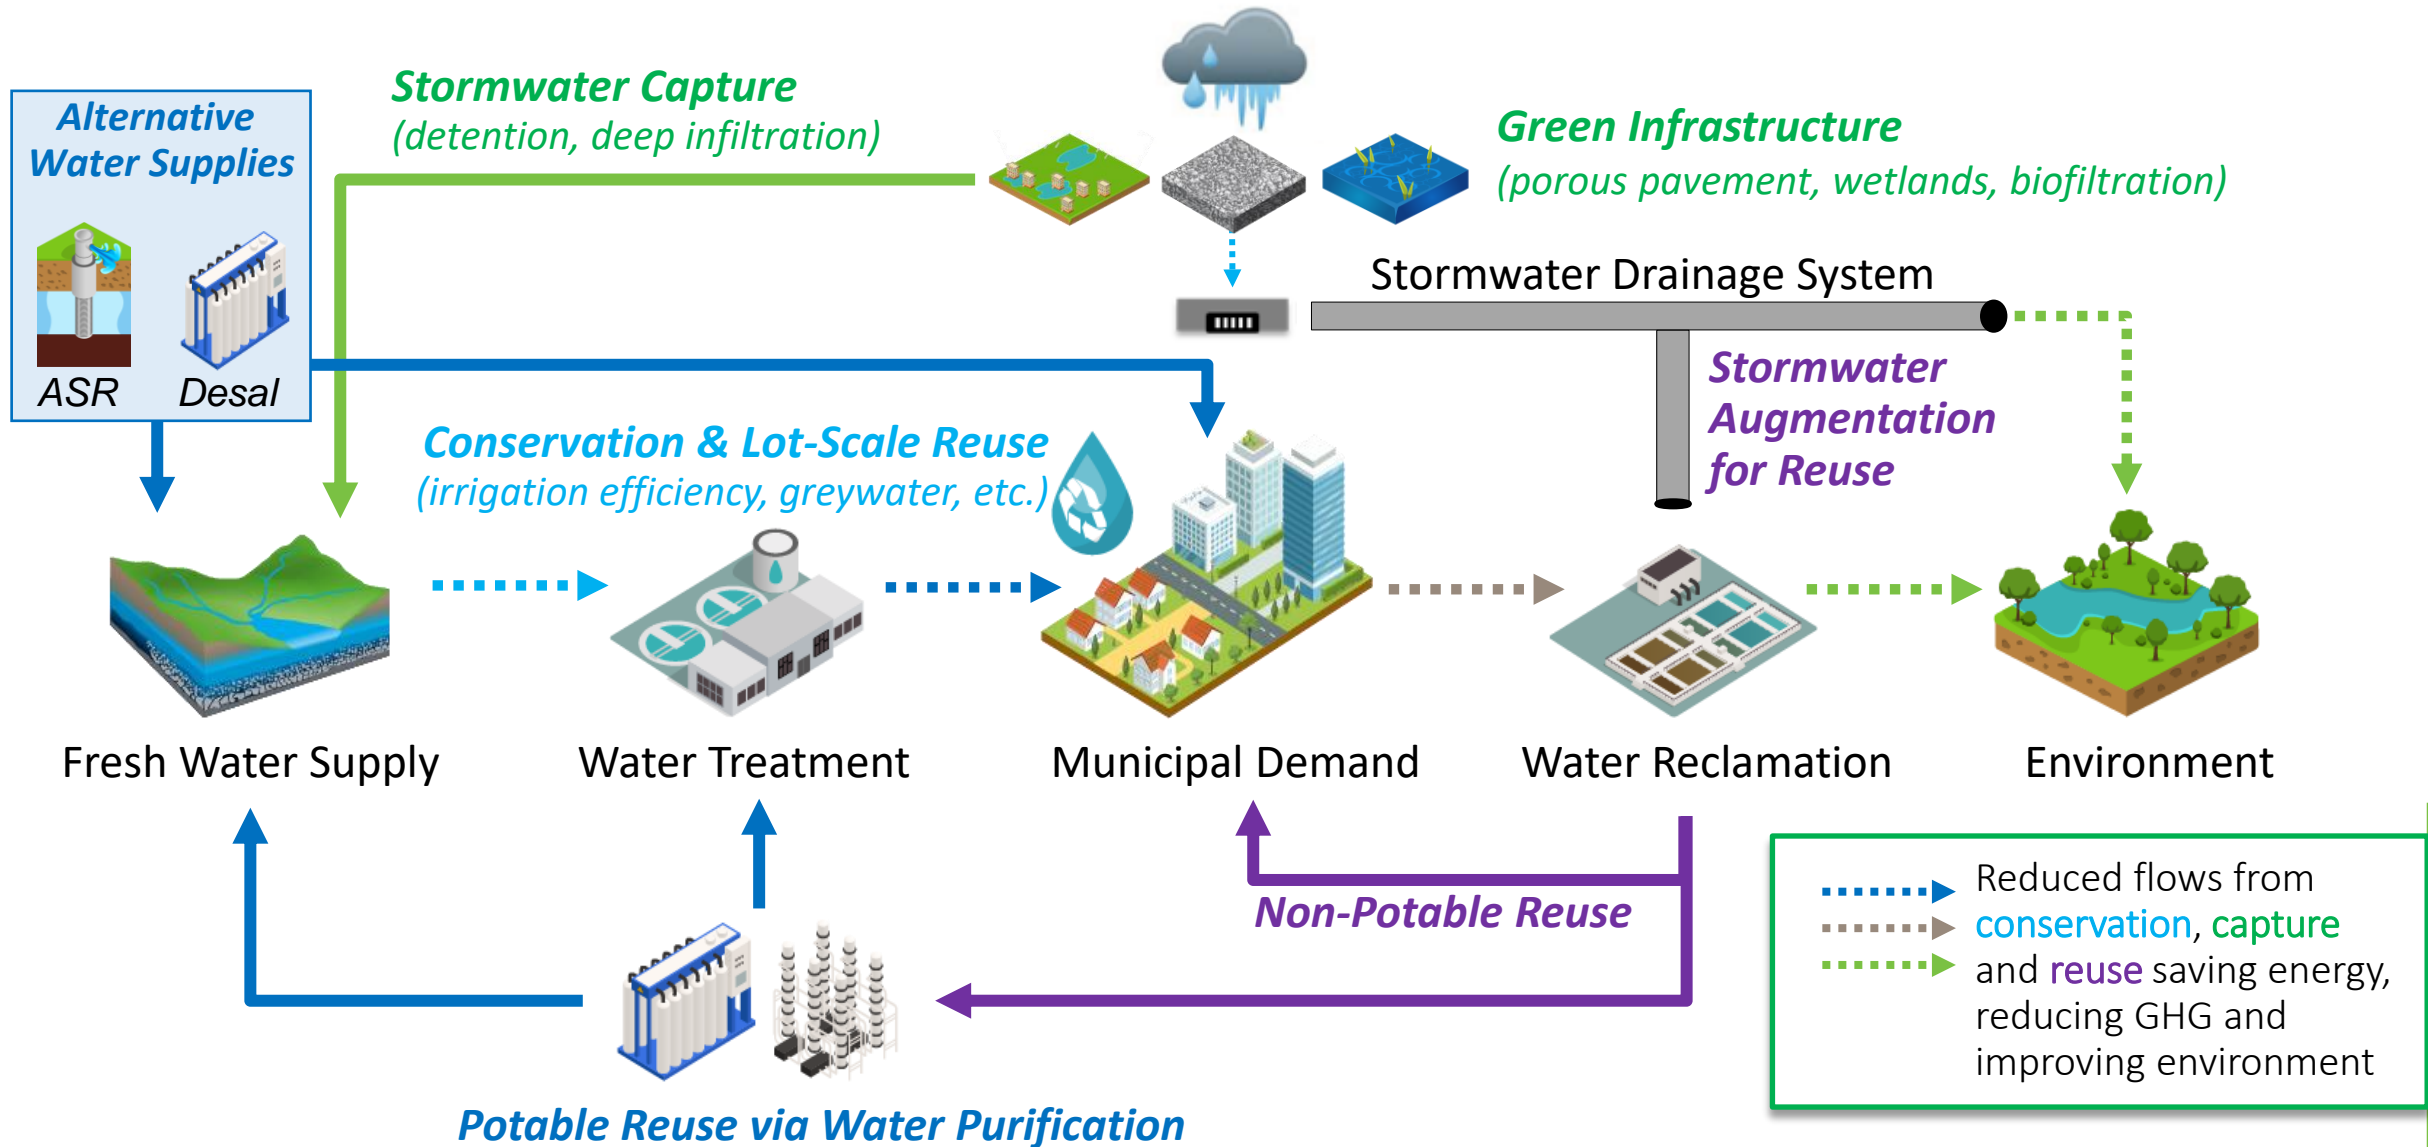 Stormwater Capture
(detention, deep infiltration)
Alternative
Water Supplies
ASR
Desal
Green Infrastructure
(porous pavement, wetlands, biofiltration)
Stormwater Drainage System
Stormwater
Augmentation
for Reuse
Conservation & Lot-Scale Reuse
(irrigation efficiency, greywater, etc.)
Fresh Water Supply
Water Treatment
Municipal Demand
Water Reclamation
Environment
Non-Potable Reuse
Potable Reuse via Water Purification
Reduced flows from
conservation, capture
and reuse saving energy,
reducing GHG and
improving environment